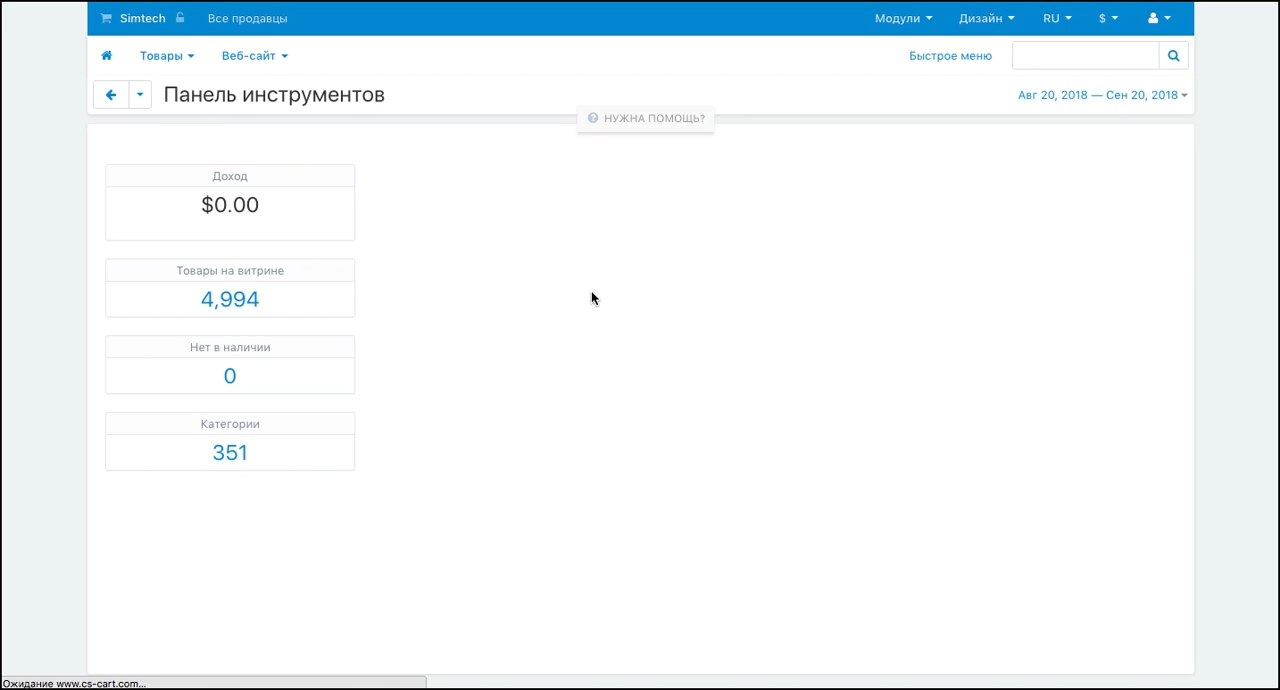 Simtech Все продавцы Модули Дизайн RU $
Товары Веб-сайт Быстрое меню
Панель инструментов Авг 20, 2018 — Сен 20, 2018
НУЖНА ПОМОЩЬ?
Доход
$0.00
Товары на витрине
4,994
Нет в наличии
0
Категории
351
Ожидание www.cs-cart.com...